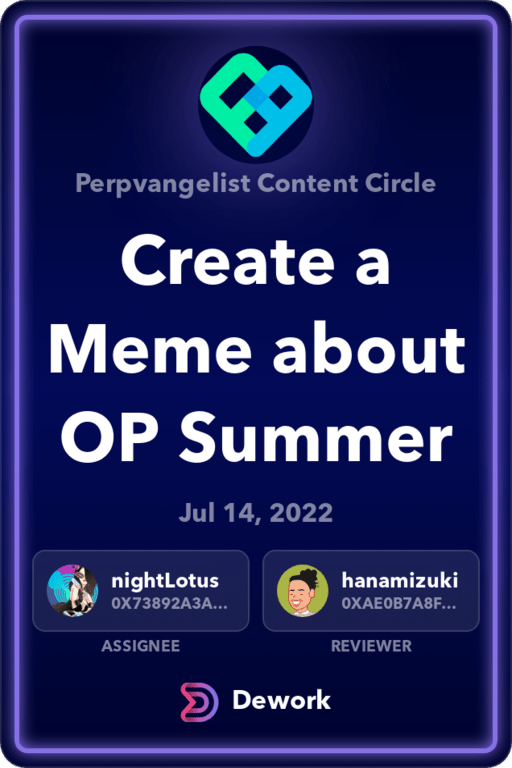 Perpvangelist Content Circle
Create a
Meme about
OP Summer
Jul 14, 2022
nightLotus
0X73892A3A...
hanamizuki
0XAE0B7A8F...
ASSIGNEE
REVIEWER
Dework